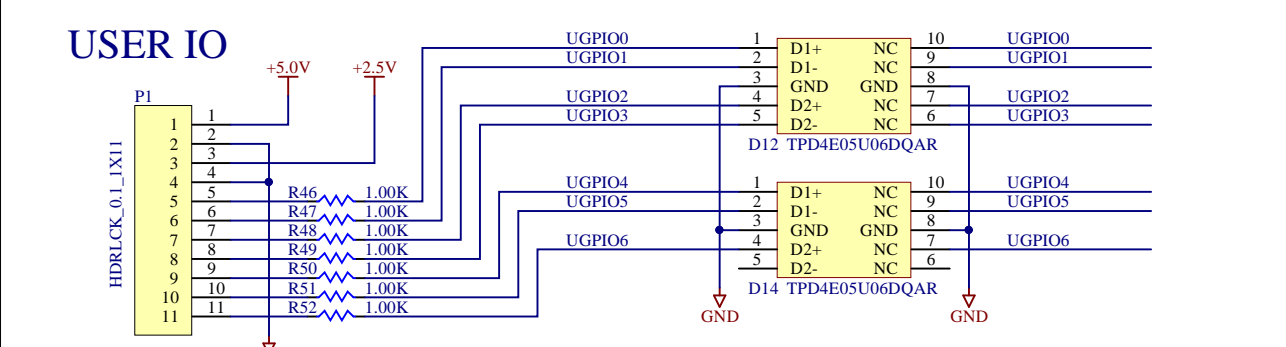 USER IO
+5.0V
+2.5V
P1
HDRLCK_0.1_1X11
1 1
2 2
3 3
4 4
5 5 R46 1.00K
6 6 R47 1.00K
7 7 R48 1.00K
8 8 R49 1.00K
9 9 R50 1.00K
10 10 R51 1.00K
11 11 R52 1.00K
UGPIO0 1 D1+ NC 10 UGPIO0
UGPIO1 2 D1- NC 9 UGPIO1
3 GND GND 8
UGPIO2 4 D2+ NC 7 UGPIO2
UGPIO3 5 D2- NC 6 UGPIO3
D12 TPD4E05U06DQAR
UGPIO4 1 D1+ NC 10 UGPIO4
UGPIO5 2 D1- NC 9 UGPIO5
3 GND GND 8
UGPIO6 4 D2+ NC 7 UGPIO6
5 D2- NC 6
D14 TPD4E05U06DQAR
GND
GND